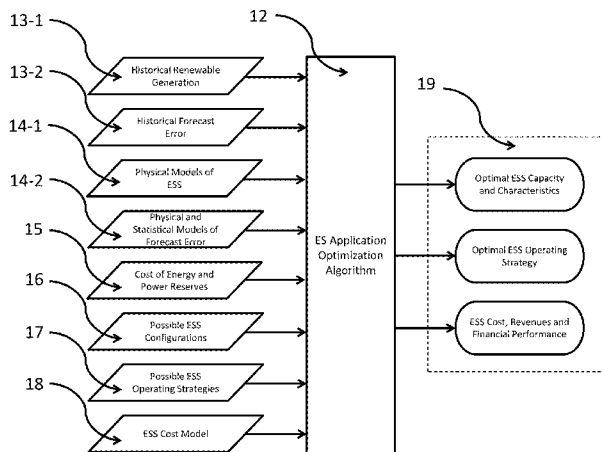 13-1
Historical Renewable
Generation
13-2
Historical Forecast
Error
14-1
Physical Models of
ESS
14-2
Physical and
Statistical Models of
Forecast Error
15
Cost of Energy and
Power Reserves
16
Possible ESS
Configurations
17
Possible ESS
Operating Strategies
18
ESS Cost Model
12
ES Application
Optimization
Algorithm
19
Optimal ESS Capacity
and Characteristics
Optimal ESS Operating
Strategy
ESS Cost, Revenues and
Financial Performance